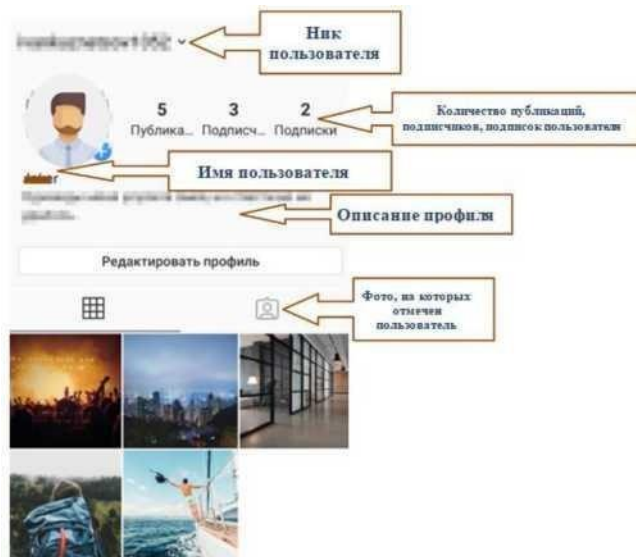 Ник
пользователя
5 3 2
Публика... Подписч... Подписки
Количество публикаций,
подписчиков, подписок пользователя
Имя пользователя
Описание профиля
Редактировать профиль
Фото, на которых
отмечен
пользователь